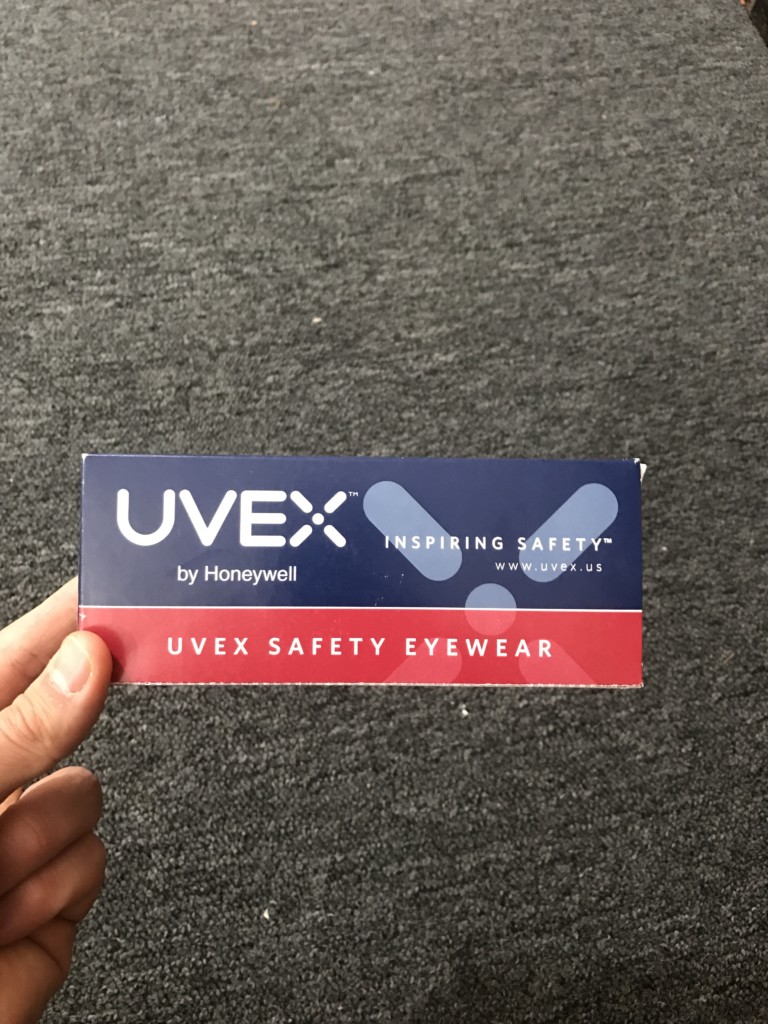 UVEX™
by Honeywell
INSPIRING SAFETY™
www.uvex.us
UVEX SAFETY EYEWEAR